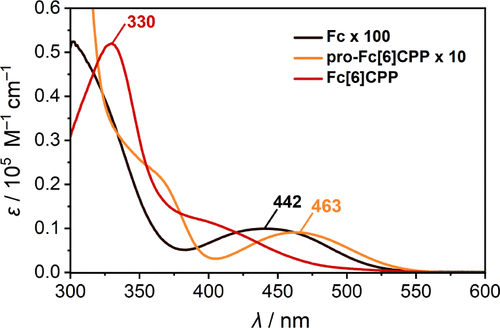 0.6
0.5
0.4
0.3
0.2
0.1
0.0
ε / 10⁵ M⁻¹ cm⁻¹
330
Fc x 100
pro-Fc[6]CPP x 10
Fc[6]CPP
442
463
300 350 400 450 500 550 600
λ / nm